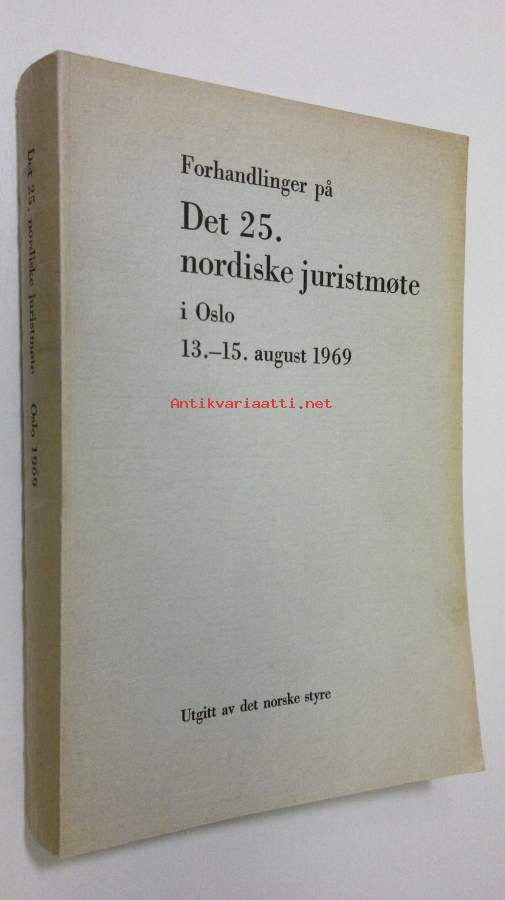 Forhandlinger på
Det 25.
nordiske juristmøte
i Oslo
13.–15. august 1969
Antikvariaatti.net
Utgitt av det norske styre
Det 25. nordiske juristmøte Oslo 1969